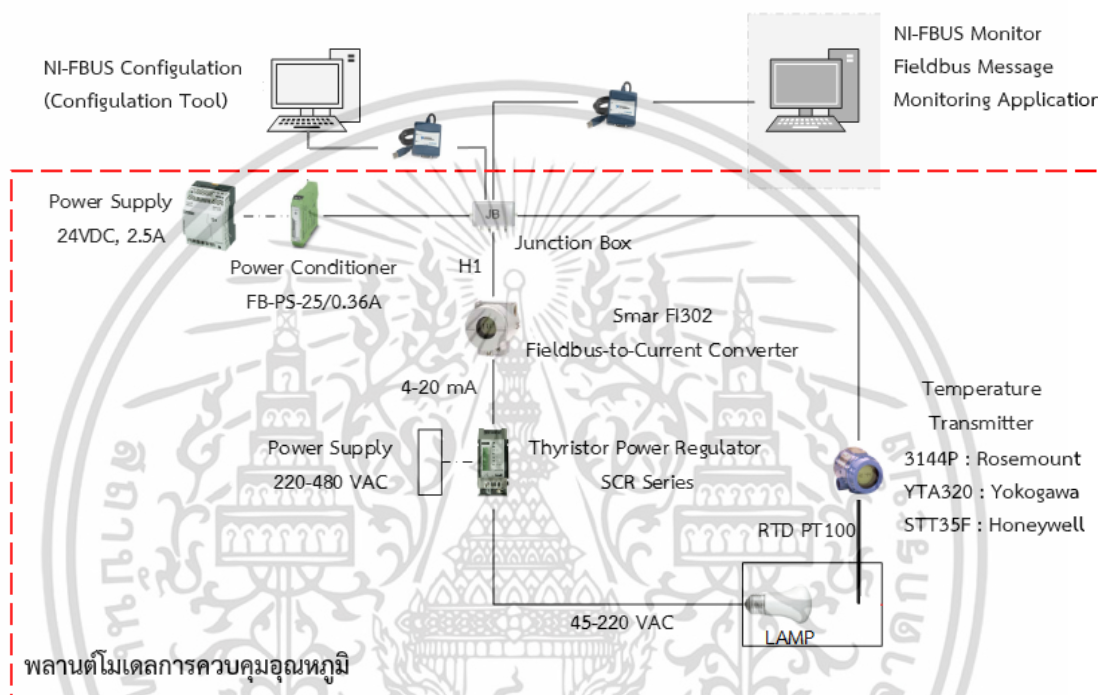 NI-FBUS Configulation
(Configulation Tool)
NI-FBUS Monitor
Fieldbus Message
Monitoring Application
Power Supply
24VDC, 2.5A
Power Conditioner
FB-PS-25/0.36A
JB
Junction Box
H1
Smar FI302
Fieldbus-to-Current Converter
4-20 mA
Power Supply
220-480 VAC
Thyristor Power Regulator
SCR Series
Temperature
Transmitter
3144P : Rosemount
YTA320 : Yokogawa
STT35F : Honeywell
RTD PT100
45-220 VAC
LAMP
พลานต์โมเดลการควบคุมอุณหภูมิ